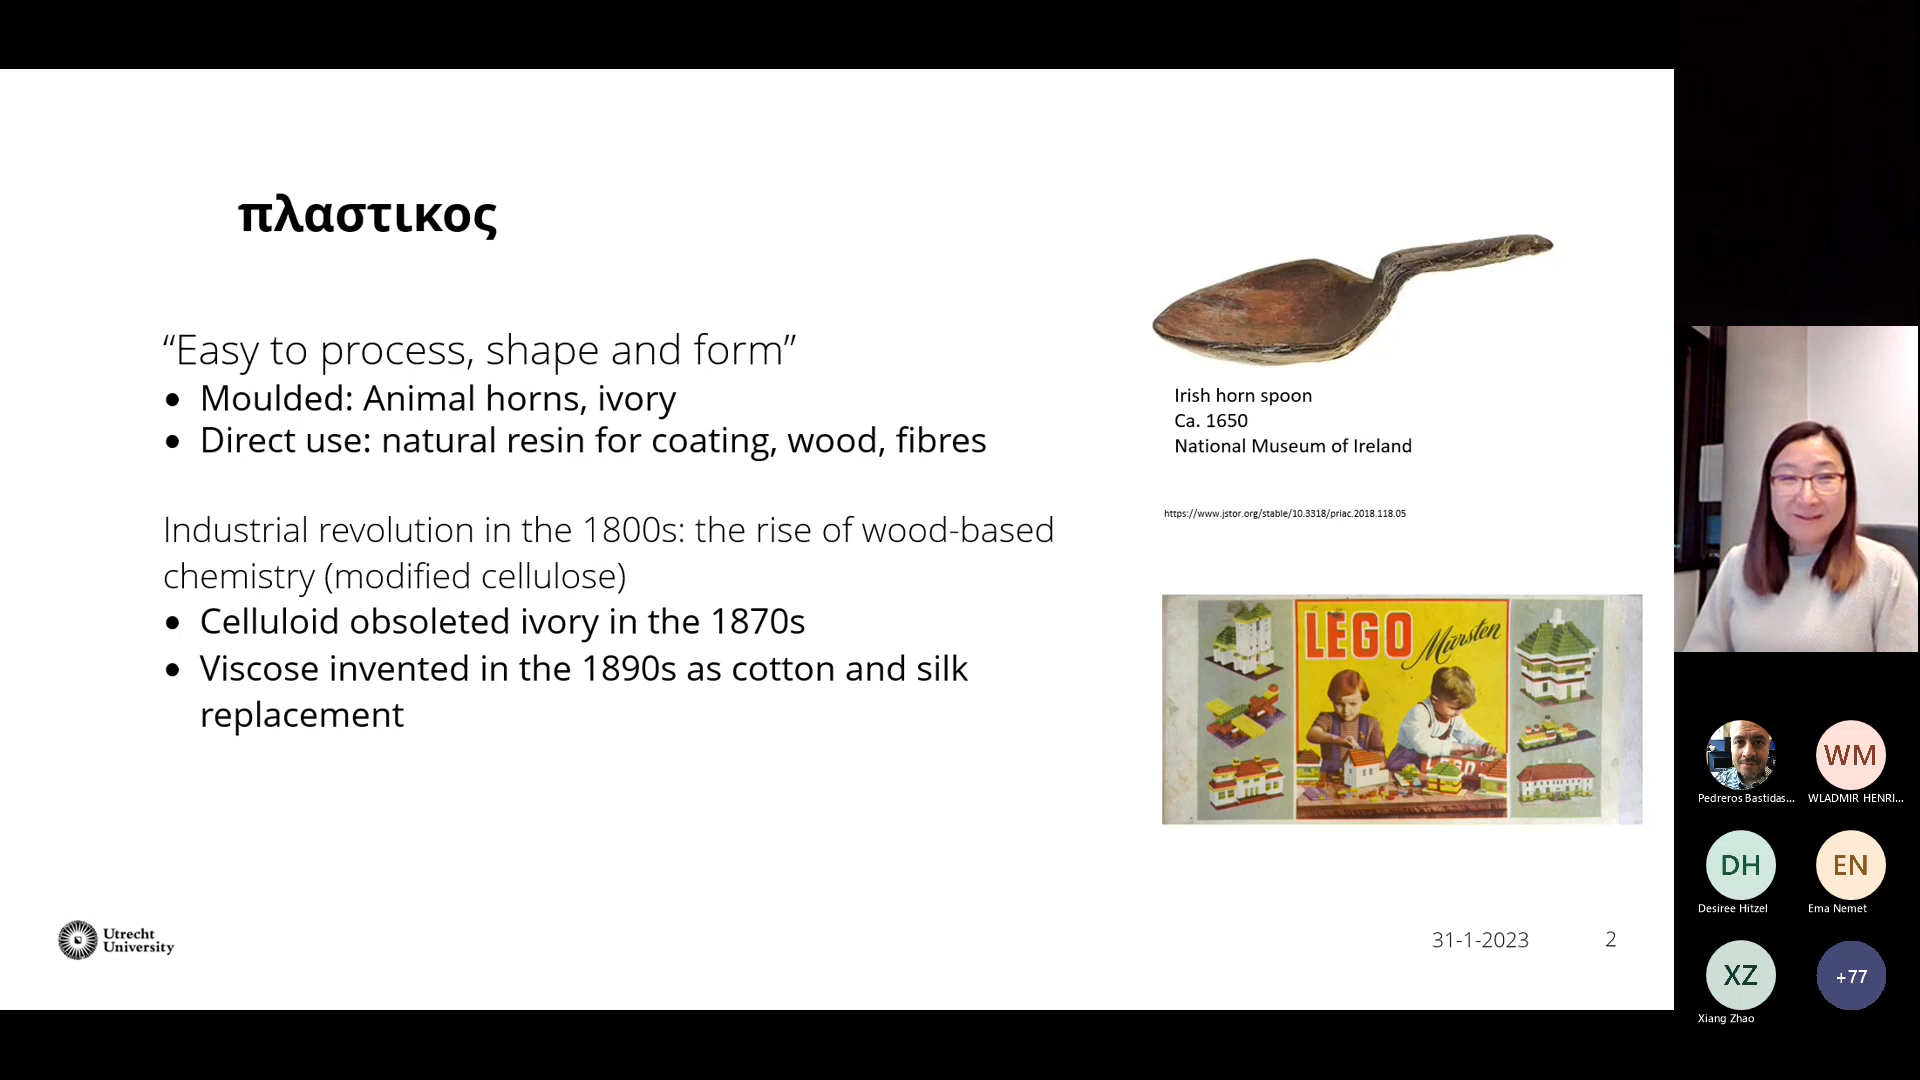 πλαστικος
“Easy to process, shape and form”
• Moulded: Animal horns, ivory
• Direct use: natural resin for coating, wood, fibres
Industrial revolution in the 1800s: the rise of wood-based
chemistry (modified cellulose)
• Celluloid obsoleted ivory in the 1870s
• Viscose invented in the 1890s as cotton and silk
replacement
Irish horn spoon
Ca. 1650
National Museum of Ireland
https://www.jstor.org/stable/10.3318/priac.2018.118.05
LEGO Mursten
LEGO
Utrecht
University
31-1-2023
2
WM
Pedreros Bastidas...
WLADMIR HENRI...
DH
EN
Desiree Hitzel
Ema Nemet
XZ
+77
Xiang Zhao